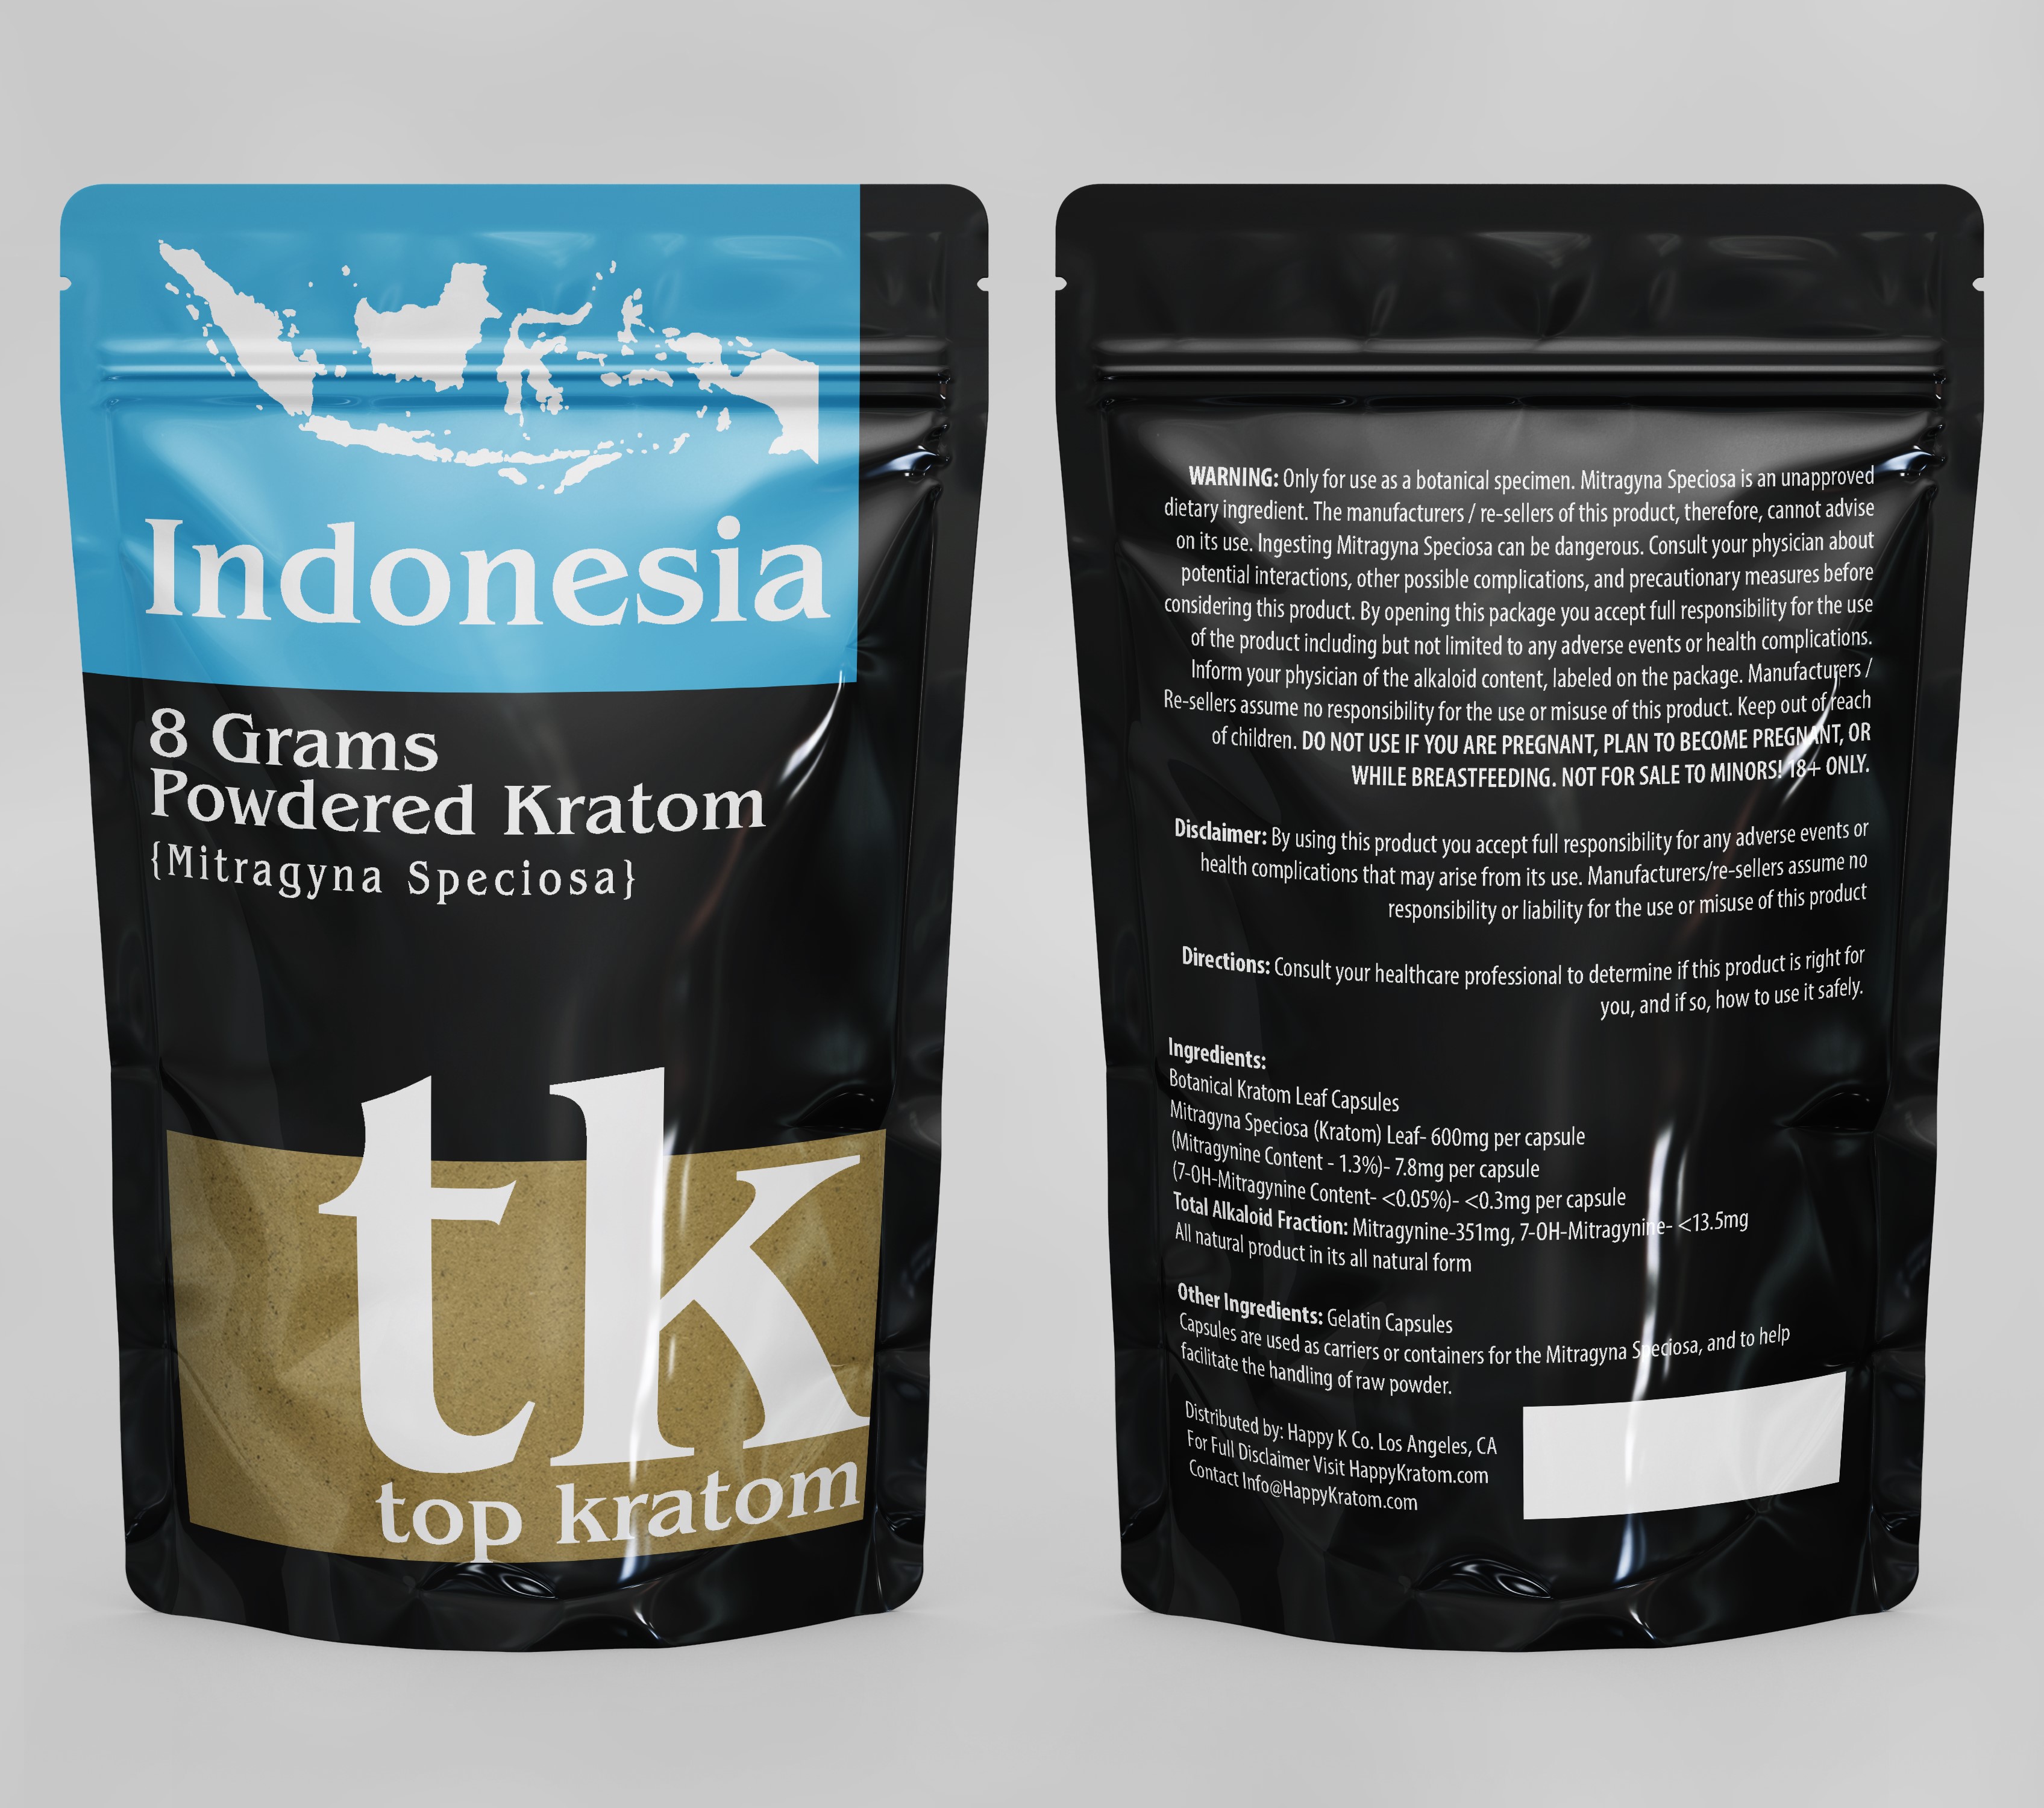 Indonesia
8 Grams
Powdered Kratom
{Mitragyna Speciosa}
tk
top kratom
WARNING: Only for use as a botanical specimen. Mitragyna Speciosa is an unapproved
dietary ingredient. The manufacturers / re-sellers of this product, therefore, cannot advise
on its use. Ingesting Mitragyna Speciosa can be dangerous. Consult your physician about
potential interactions, other possible complications, and precautionary measures before
considering this product. By opening this package you accept full responsibility for the use
of the product including but not limited to any adverse events or health complications.
Inform your physician of the alkaloid content, labeled on the package. Manufacturers /
Re-sellers assume no responsibility for the use or misuse of this product. Keep out of reach
of children. DO NOT USE IF YOU ARE PREGNANT, PLAN TO BECOME PREGNANT, OR
WHILE BREASTFEEDING. NOT FOR SALE TO MINORS! 18+ ONLY.
Disclaimer: By using this product you accept full responsibility for any adverse events or
health complications that may arise from its use. Manufacturers/re-sellers assume no
responsibility or liability for the use or misuse of this product
Directions: Consult your healthcare professional to determine if this product is right for
you, and if so, how to use it safely.
Ingredients:
Botanical Kratom Leaf Capsules
Mitragyna Speciosa (Kratom) Leaf- 600mg per capsule
(Mitragynine Content - 1.3%)- 7.8mg per capsule
(7-OH-Mitragynine Content- <0.05%)- <0.3mg per capsule
Total Alkaloid Fraction: Mitragynine-351mg, 7-OH-Mitragynine- <13.5mg
All natural product in its all natural form
Other Ingredients: Gelatin Capsules
Capsules are used as carriers or containers for the Mitragyna Speciosa, and to help
facilitate the handling of raw powder.
Distributed by: Happy K Co. Los Angeles, CA
For Full Disclaimer Visit HappyKratom.com
Contact Info@HappyKratom.com